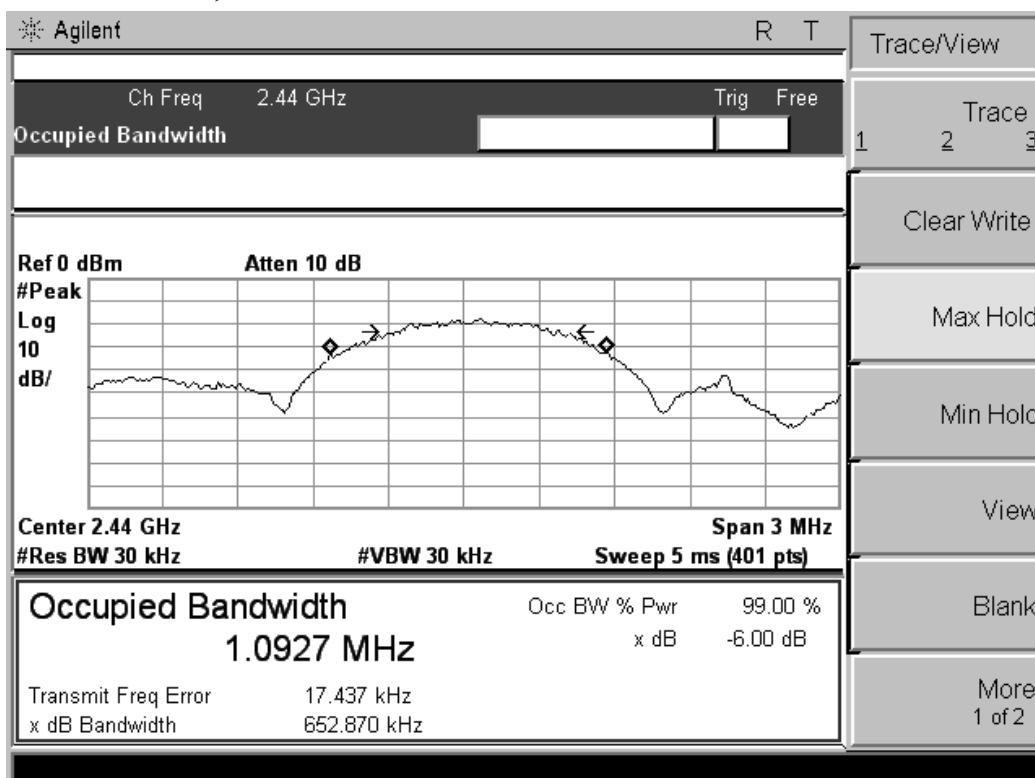 Agilent R T
Ch Freq 2.44 GHz Trig Free
Occupied Bandwidth
Ref 0 dBm Atten 10 dB
#Peak
Log
10
dB/
Center 2.44 GHz Span 3 MHz
#Res BW 30 kHz #VBW 30 kHz Sweep 5 ms (401 pts)
Occupied Bandwidth Occ BW % Pwr 99.00 %
1.0927 MHz x dB -6.00 dB
Transmit Freq Error 17.437 kHz
x dB Bandwidth 652.870 kHz
Trace/View
Trace
1 2 3
Clear Write
Max Hold
Min Hold
View
Blank
More
1 of 2